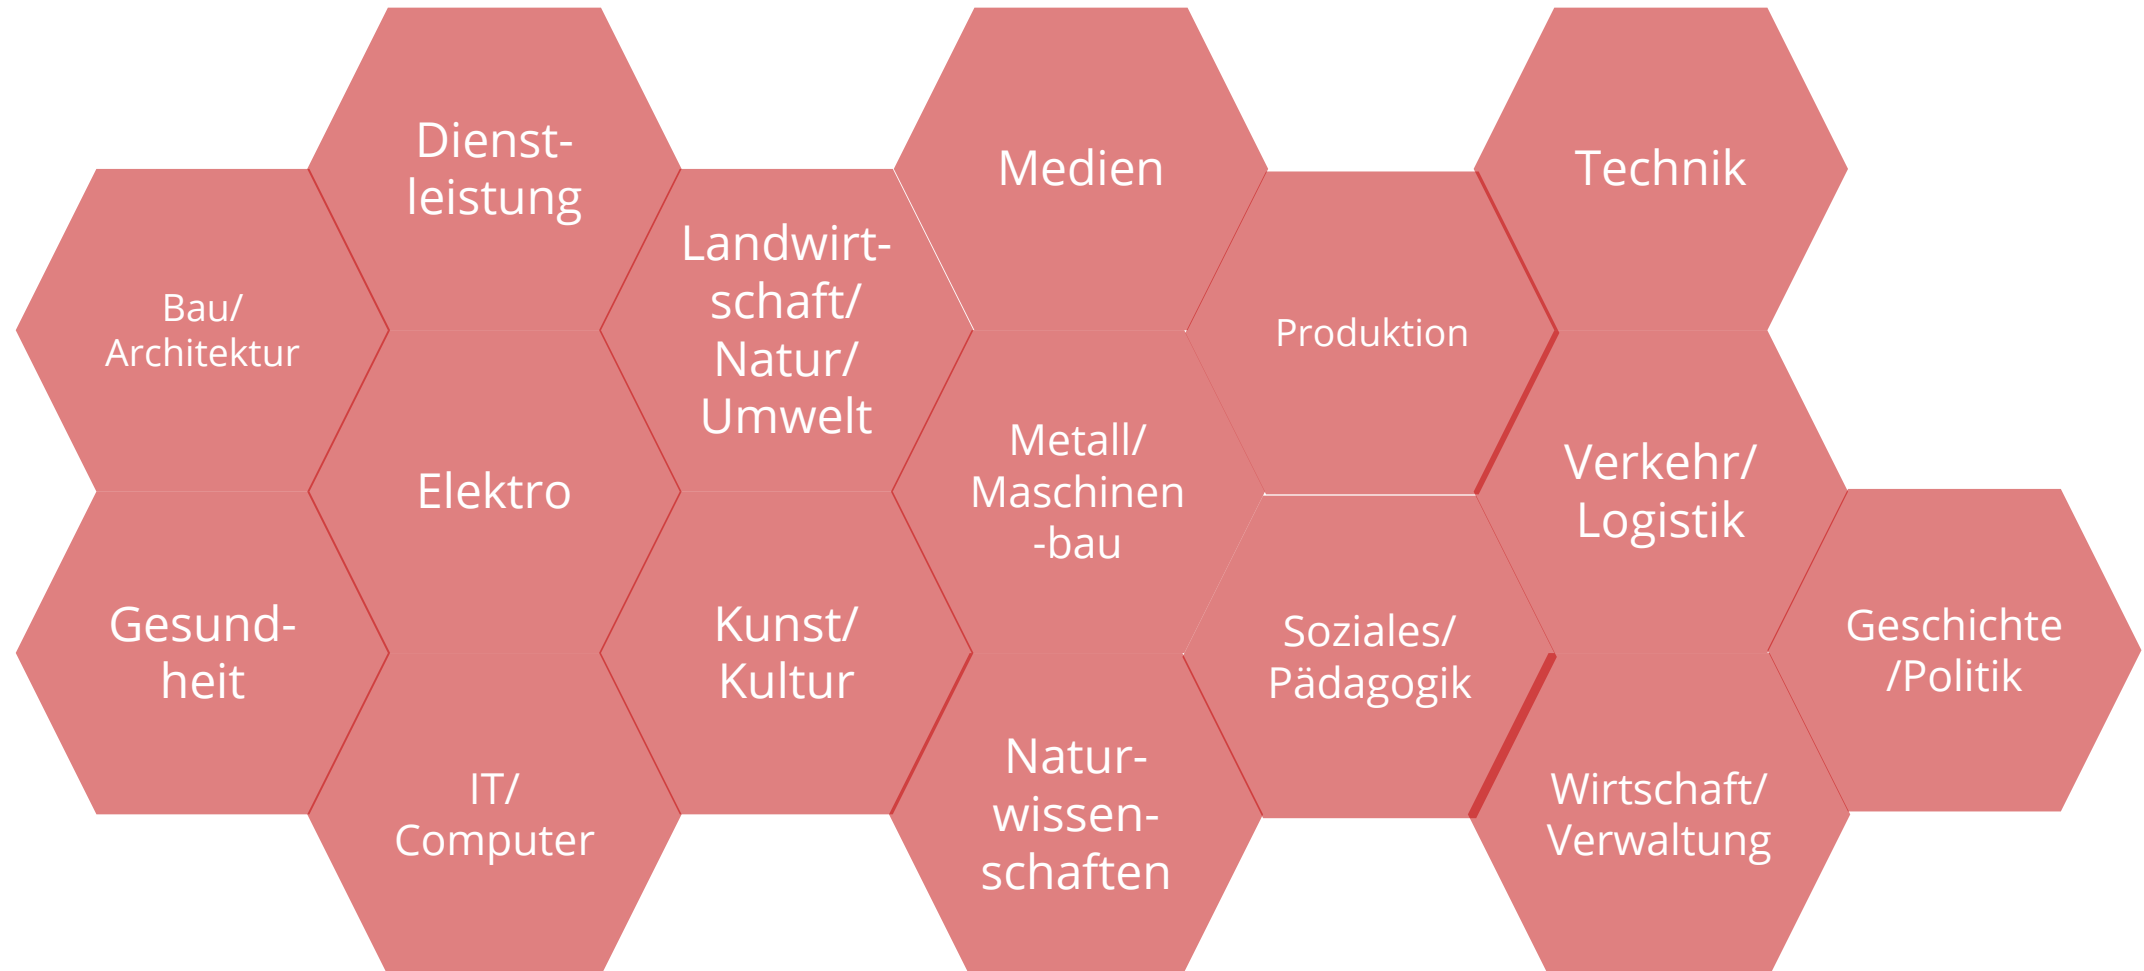 Dienst-
leistung
Medien
Technik
Bau/
Architektur
Landwirt-
schaft/
Natur/
Umwelt
Produktion
Elektro
Metall/
Maschinen
-bau
Verkehr/
Logistik
Gesund-
heit
Kunst/
Kultur
Soziales/
Pädagogik
Geschichte
/Politik
IT/
Computer
Natur-
wissen-
schaften
Wirtschaft/
Verwaltung